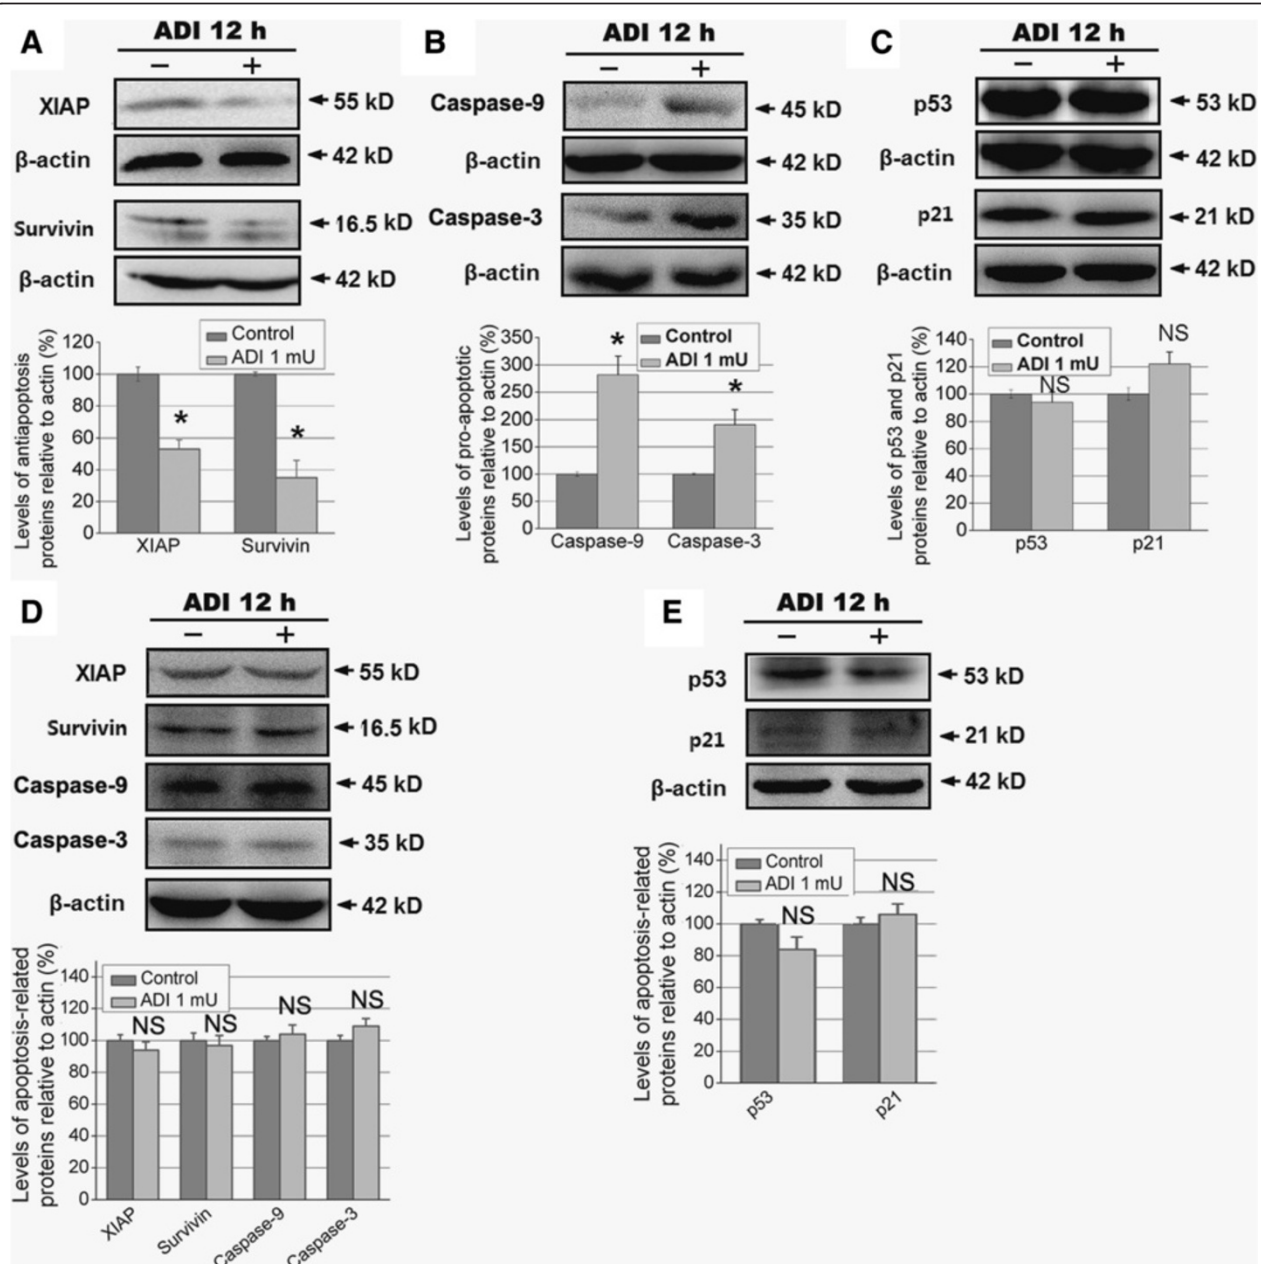 A
ADI 12 h
− +
XIAP
55 kD
β-actin
42 kD
Survivin
16.5 kD
β-actin
42 kD
Control
ADI 1 mU
Levels of antiapoptosis
proteins relative to actin (%)
120
100
80
60
40
20
0
*
*
XIAP
Survivin
B
ADI 12 h
− +
Caspase-9
45 kD
β-actin
42 kD
Caspase-3
35 kD
β-actin
42 kD
Control
ADI 1 mU
Levels of pro-apoptotic
proteins relative to actin (%)
350
300
250
200
150
100
50
0
*
*
Caspase-9
Caspase-3
C
ADI 12 h
− +
p53
53 kD
β-actin
42 kD
p21
21 kD
β-actin
42 kD
Control
ADI 1 mU
Levels of p53 and p21
proteins relative to actin (%)
140
120
100
80
60
40
20
0
NS
NS
p53
p21
D
ADI 12 h
− +
XIAP
55 kD
Survivin
16.5 kD
Caspase-9
45 kD
Caspase-3
35 kD
β-actin
42 kD
Control
ADI 1 mU
Levels of apoptosis-related
proteins relative to actin (%)
140
120
100
80
60
40
20
0
NS
NS
NS
NS
XIAP
Survivin
Caspase-9
Caspase-3
E
ADI 12 h
− +
p53
53 kD
p21
21 kD
β-actin
42 kD
Control
ADI 1 mU
Levels of apoptosis-related
proteins relative to actin (%)
140
120
100
80
60
40
20
0
NS
NS
p53
p21